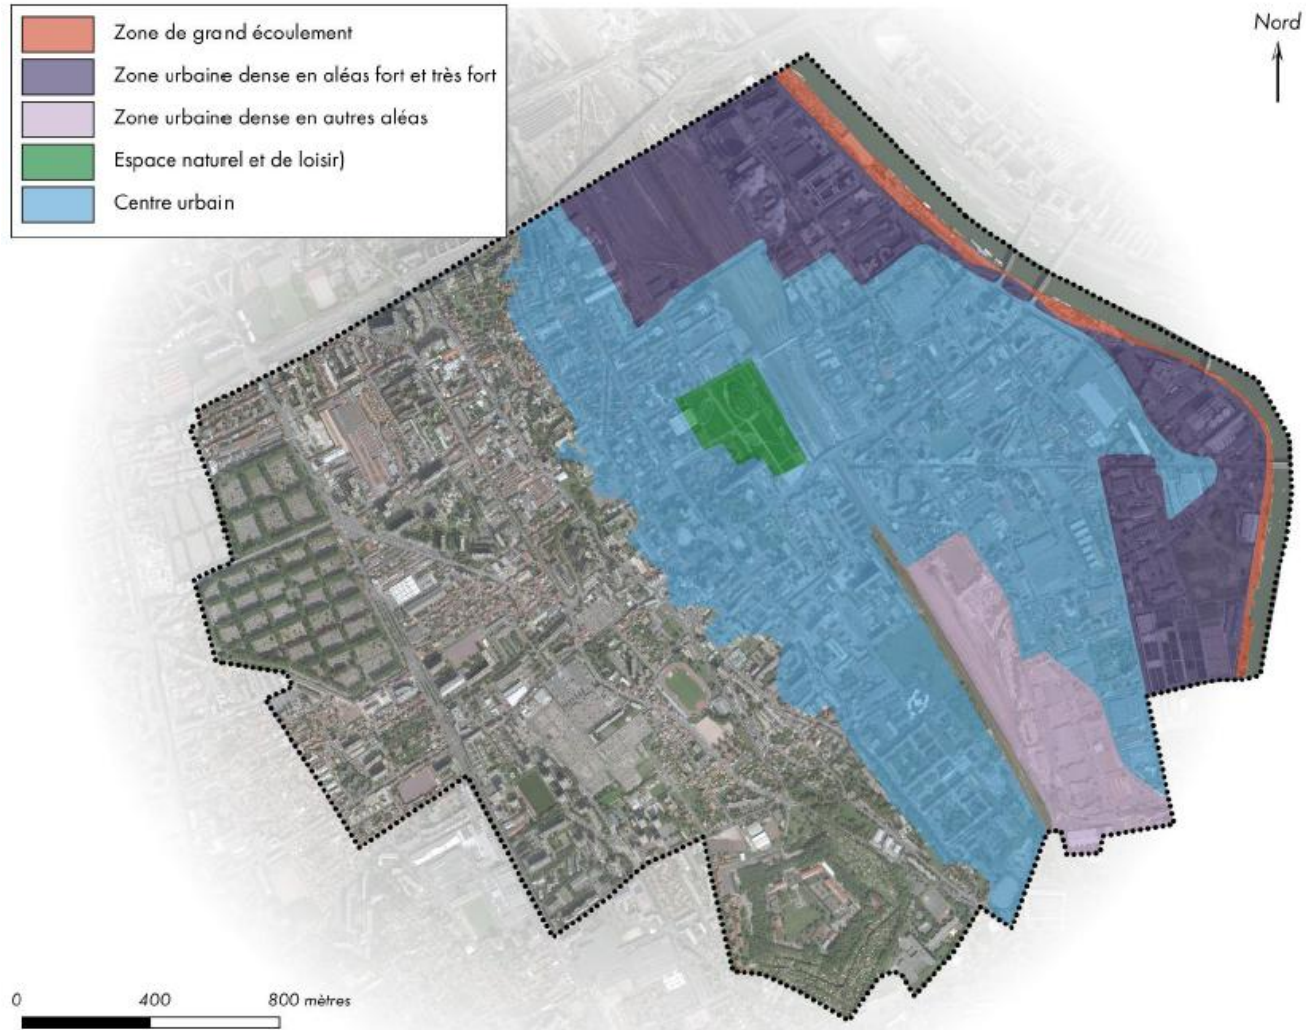 Zone de grand écoulement
Zone urbaine dense en aléas fort et très fort
Zone urbaine dense en autres aléas
Espace naturel et de loisir)
Centre urbain
Nord
0 400 800 mètres